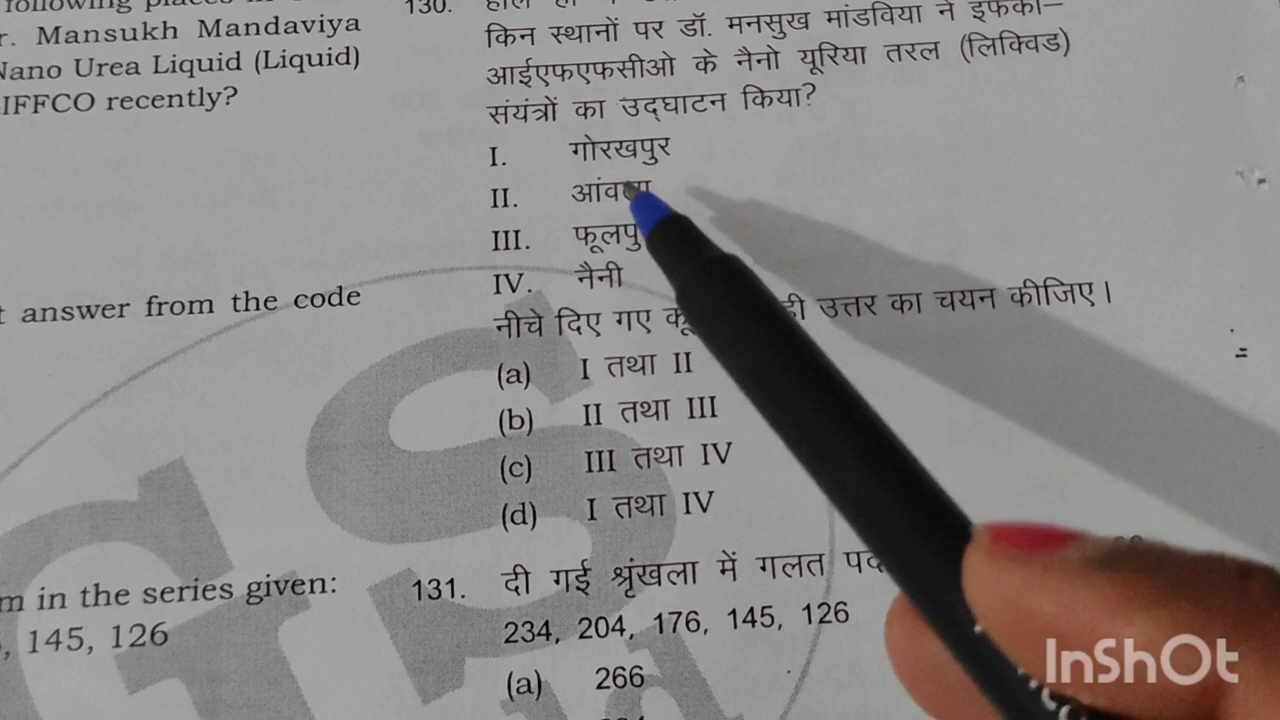 following places in
r. Mansukh Mandaviya
Nano Urea Liquid (Liquid)
IFFCO recently?
t answer from the code
m in the series given:
, 145, 126
130.
किन स्थानों पर डॉ. मनसुख मांडविया ने इफको–
आईएफएफसीओ के नैनो यूरिया तरल (लिक्विड)
संयंत्रों का उद्घाटन किया?
I. गोरखपुर
II.
III.
IV. नैनी
नीचे दिए गए उत्तर का चयन कीजिए।
(a) I तथा II
(b) II तथा III
(c) III तथा IV
(d) I तथा IV
131. दी गई श्रृंखला में गलत
234, 204, 176, 145, 126
(a) 266
InShOt